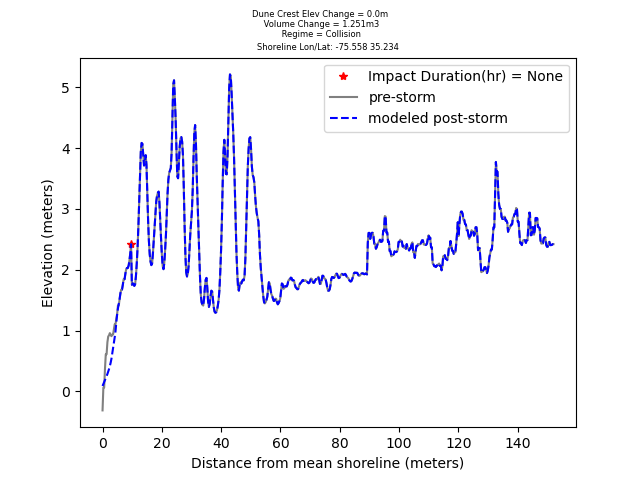 Dune Crest Elev Change = 0.0m
Volume Change = 1.251m3
Regime = Collision
Shoreline Lon/Lat: -75.558 35.234
Impact Duration(hr) = None
pre-storm
modeled post-storm
Elevation (meters)
5
4
3
2
1
0
0 20 40 60 80 100 120 140
Distance from mean shoreline (meters)